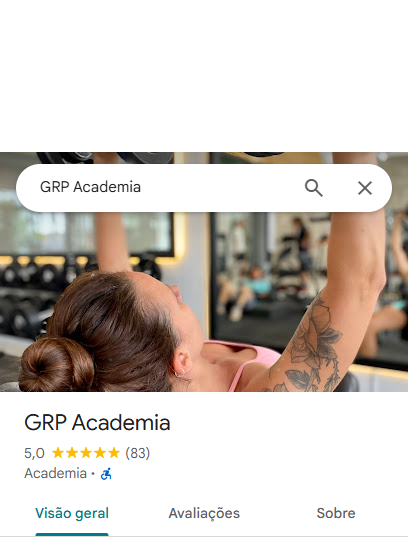 GRP Academia
GRP Academia
5,0 (83)
Academia ·
Visão geral Avaliações Sobre